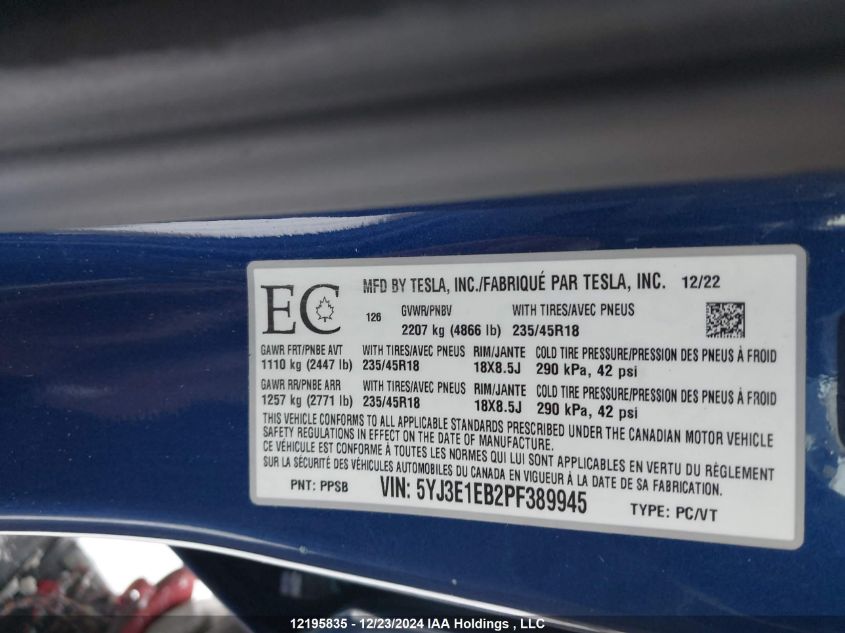 EC
MFD BY TESLA, INC./FABRIQUÉ PAR TESLA, INC. 12/22
126 GVWR/PNBV WITH TIRES/AVEC PNEUS
2207 kg (4866 lb) 235/45R18
GAWR FRT/PNBE AVT WITH TIRES/AVEC PNEUS RIM/JANTE COLD TIRE PRESSURE/PRESSION DES PNEUS À FROID
1110 kg (2447 lb) 235/45R18 18X8.5J 290 kPa, 42 psi
GAWR RR/PNBE ARR WITH TIRES/AVEC PNEUS RIM/JANTE COLD TIRE PRESSURE/PRESSION DES PNEUS À FROID
1257 kg (2771 lb) 235/45R18 18X8.5J 290 kPa, 42 psi
THIS VEHICLE CONFORMS TO ALL APPLICABLE STANDARDS PRESCRIBED UNDER THE CANADIAN MOTOR VEHICLE
SAFETY REGULATIONS IN EFFECT ON THE DATE OF MANUFACTURE.
CE VÉHICULE EST CONFORME À TOUTES LES NORMES QUI LUI SONT APPLICABLES EN VERTU DU RÈGLEMENT
SUR LA SÉCURITÉ DES VÉHICULES AUTOMOBILES DU CANADA EN VIGUEUR À LA DATE DE SA FABRICATION.
PNT: PPSB VIN: 5YJ3E1EB2PF389945 TYPE: PC/VT
12195835 - 12/23/2024 IAA Holdings , LLC